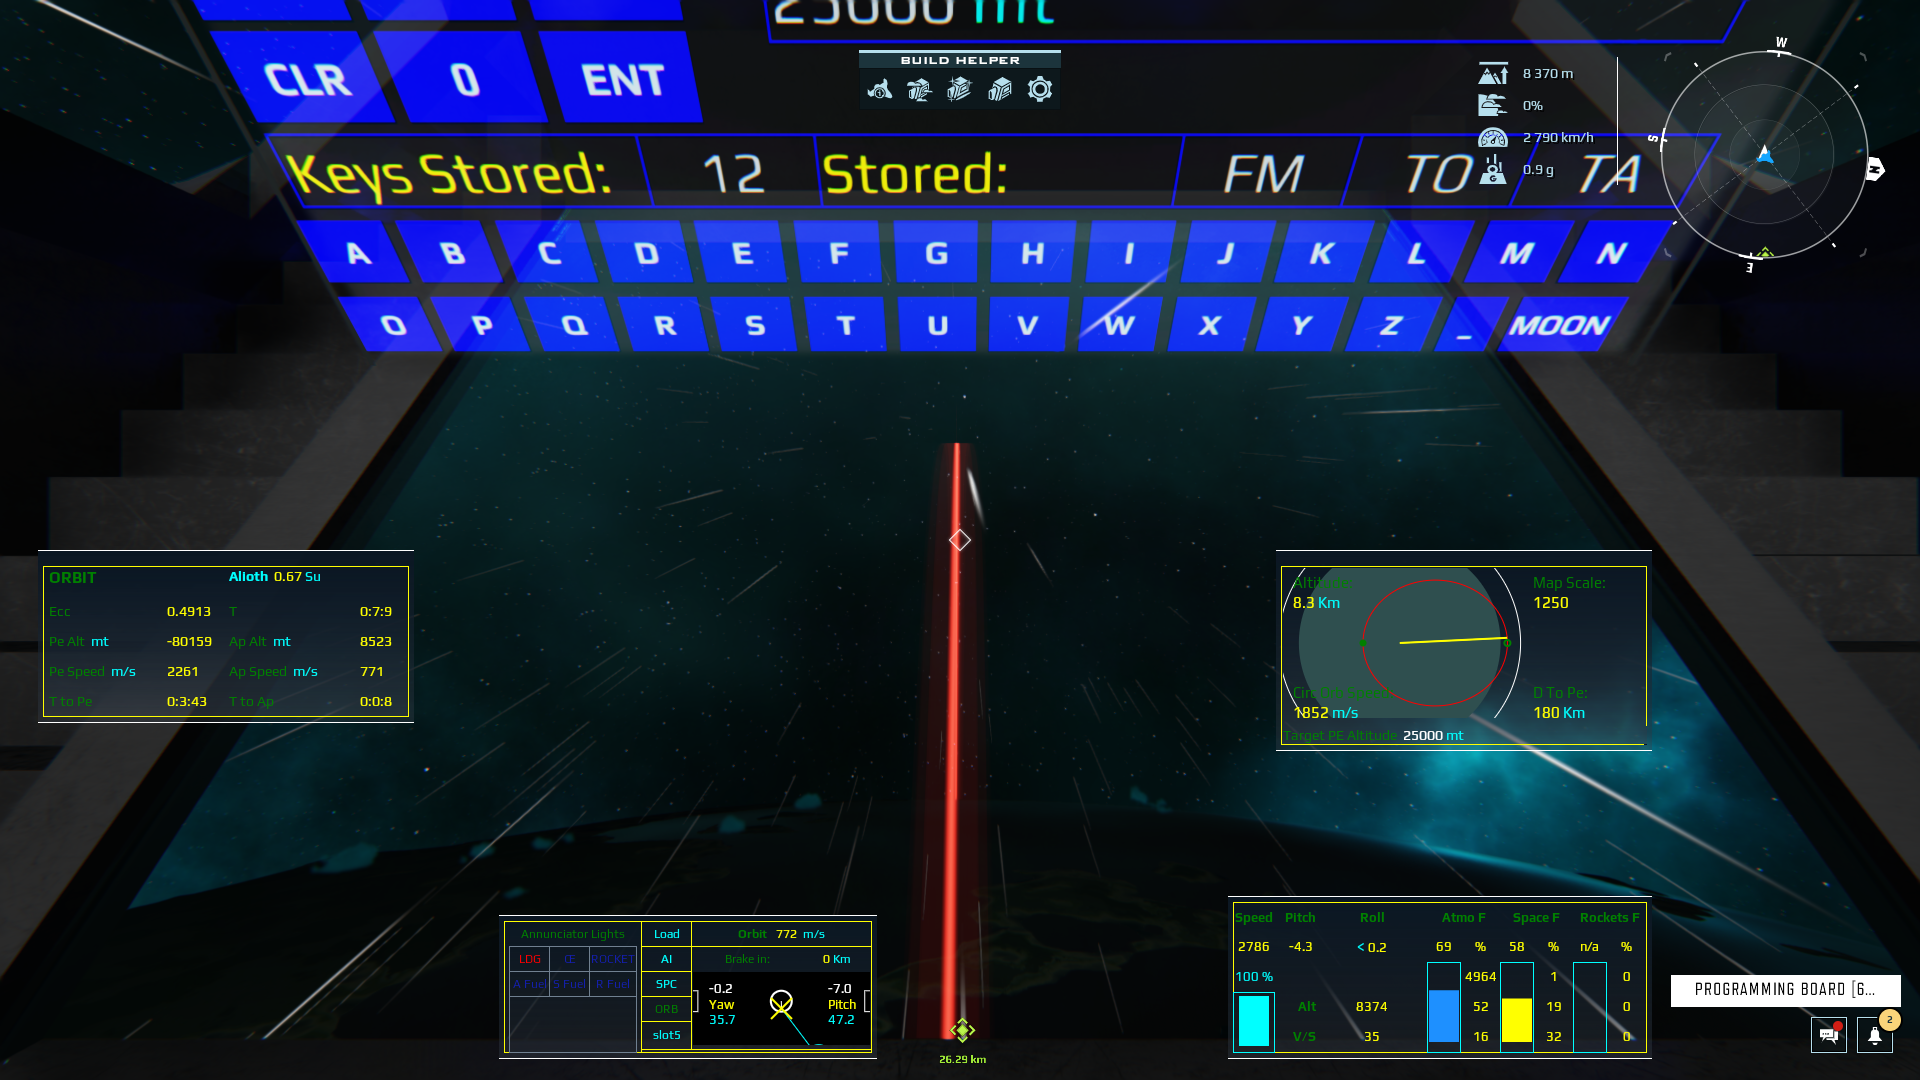 25000 mt
CLR 0 ENT
BUILD HELPER
8 370 m
0%
2 790 km/h
0.9 g
W
S
N
E
Keys Stored: 12 Stored: FM TO TA
A B C D E F G H I J K L M N
O P Q R S T U V W X Y Z _ MOON
ORBIT Alioth 0.67 Su
Ecc 0.4913 T 0:7:9
Pe Alt mt -80159 Ap Alt mt 8523
Pe Speed m/s 2261 Ap Speed m/s 771
T to Pe 0:3:43 T to Ap 0:0:8
Altitude: Map Scale:
8.3 Km 1250
D To Pe:
1852 m/s 180 Km
Target PE Altitude 25000 mt
Annunciator Lights Load Orbit 772 m/s
LDG ROCKET AI Brake in: 0 Km
A Fuel S Fuel R Fuel SPC -0.2 -7.0
ORB Yaw Pitch
slot5 35.7 47.2
26.29 km
Speed Pitch Roll Atmo F Space F Rockets F
2786 -4.3 < 0.2 69 % 58 % n/a %
100 % 4964 1 0
Alt 8374 52 19 0
V/S 35 16 32 0
PROGRAMMING BOARD [6...
2